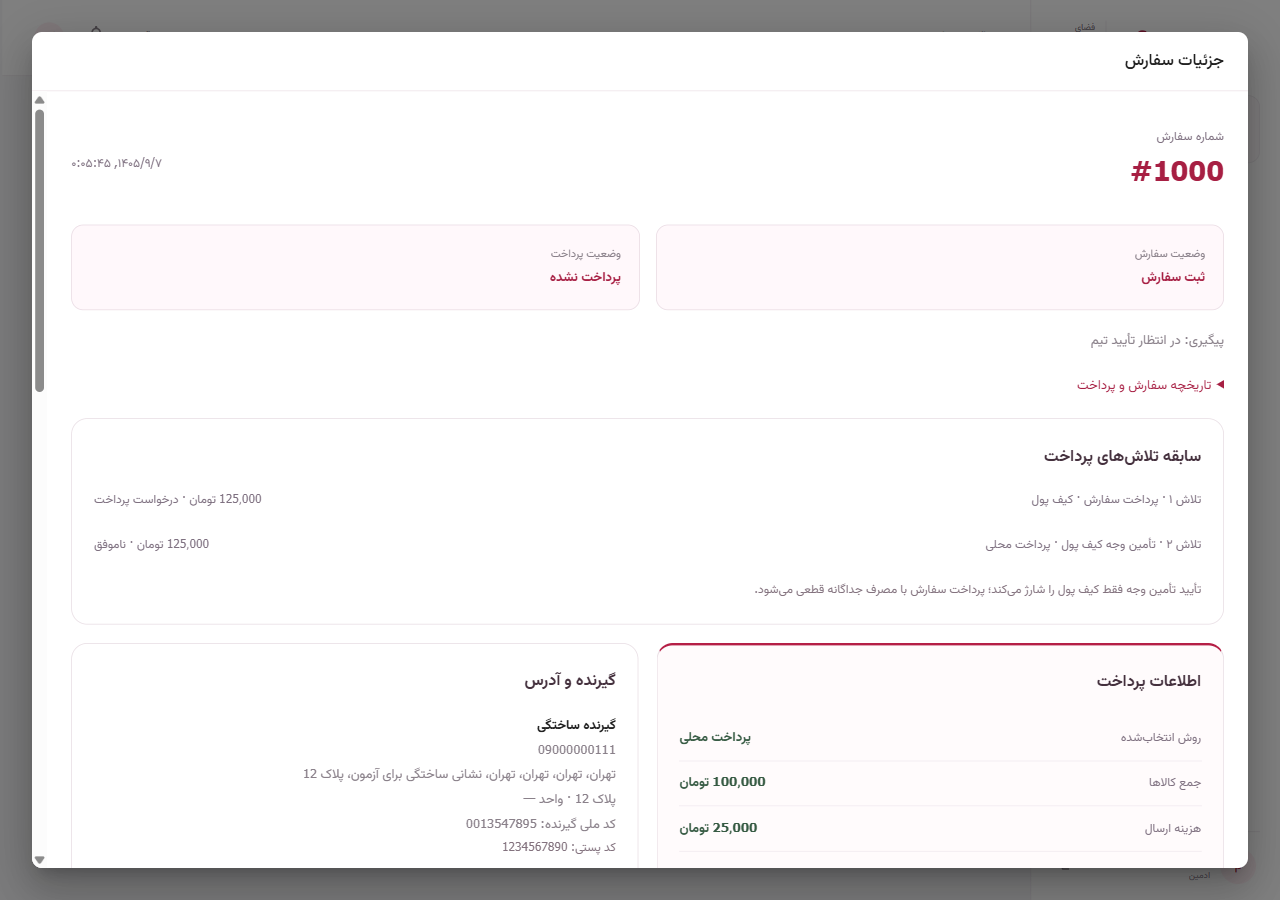 فضای
جزئیات سفارش
شماره سفارش
#1000
۱۴۰۵/۹/۷, ۰:۰۵:۴۵
وضعیت سفارش
ثبت سفارش
وضعیت پرداخت
پرداخت نشده
پیگیری: در انتظار تأیید تیم
تاریخچه سفارش و پرداخت
سابقه تلاش‌های پرداخت
تلاش ۱ · پرداخت سفارش · کیف پول
125,000 تومان · درخواست پرداخت
تلاش ۲ · تأمین وجه کیف پول · پرداخت محلی
125,000 تومان · ناموفق
تأیید تأمین وجه فقط کیف پول را شارژ می‌کند؛ پرداخت سفارش با مصرف جداگانه قطعی می‌شود.
اطلاعات پرداخت
روش انتخاب‌شده
پرداخت محلی
جمع کالاها
100,000 تومان
هزینه ارسال
25,000 تومان
گیرنده و آدرس
گیرنده ساختگی
09000000111
تهران، تهران، تهران، تهران، نشانی ساختگی برای آزمون، پلاک 12
پلاک 12 · واحد —
کد ملی گیرنده: 0013547895
کد پستی: 1234567890
ادمین